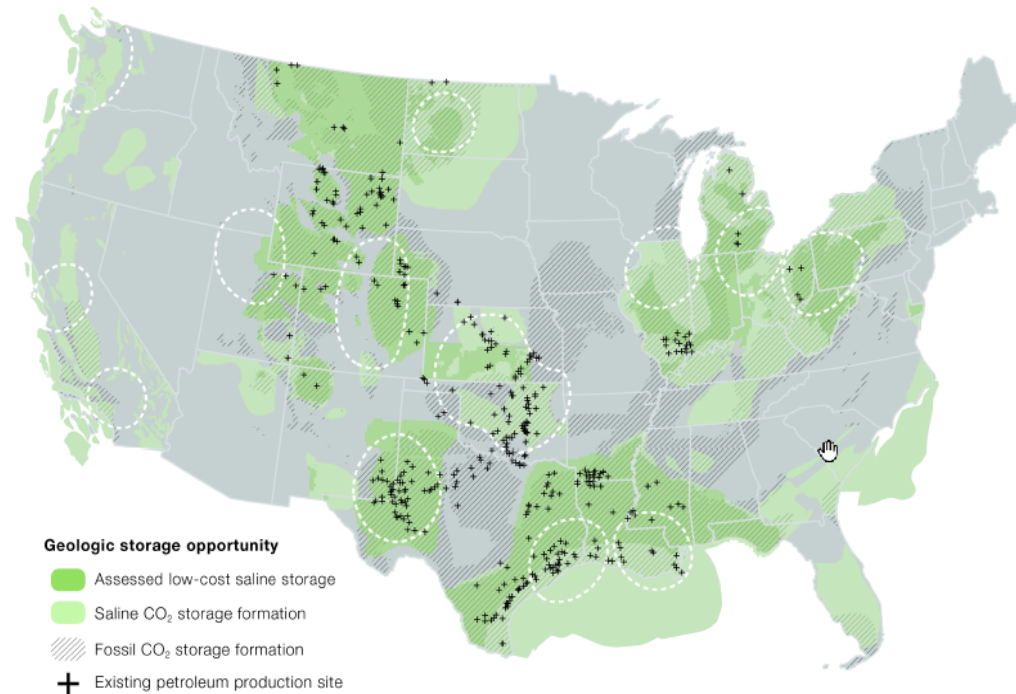 Geologic storage opportunity
Assessed low-cost saline storage
Saline CO₂ storage formation
Fossil CO₂ storage formation
Existing petroleum production site